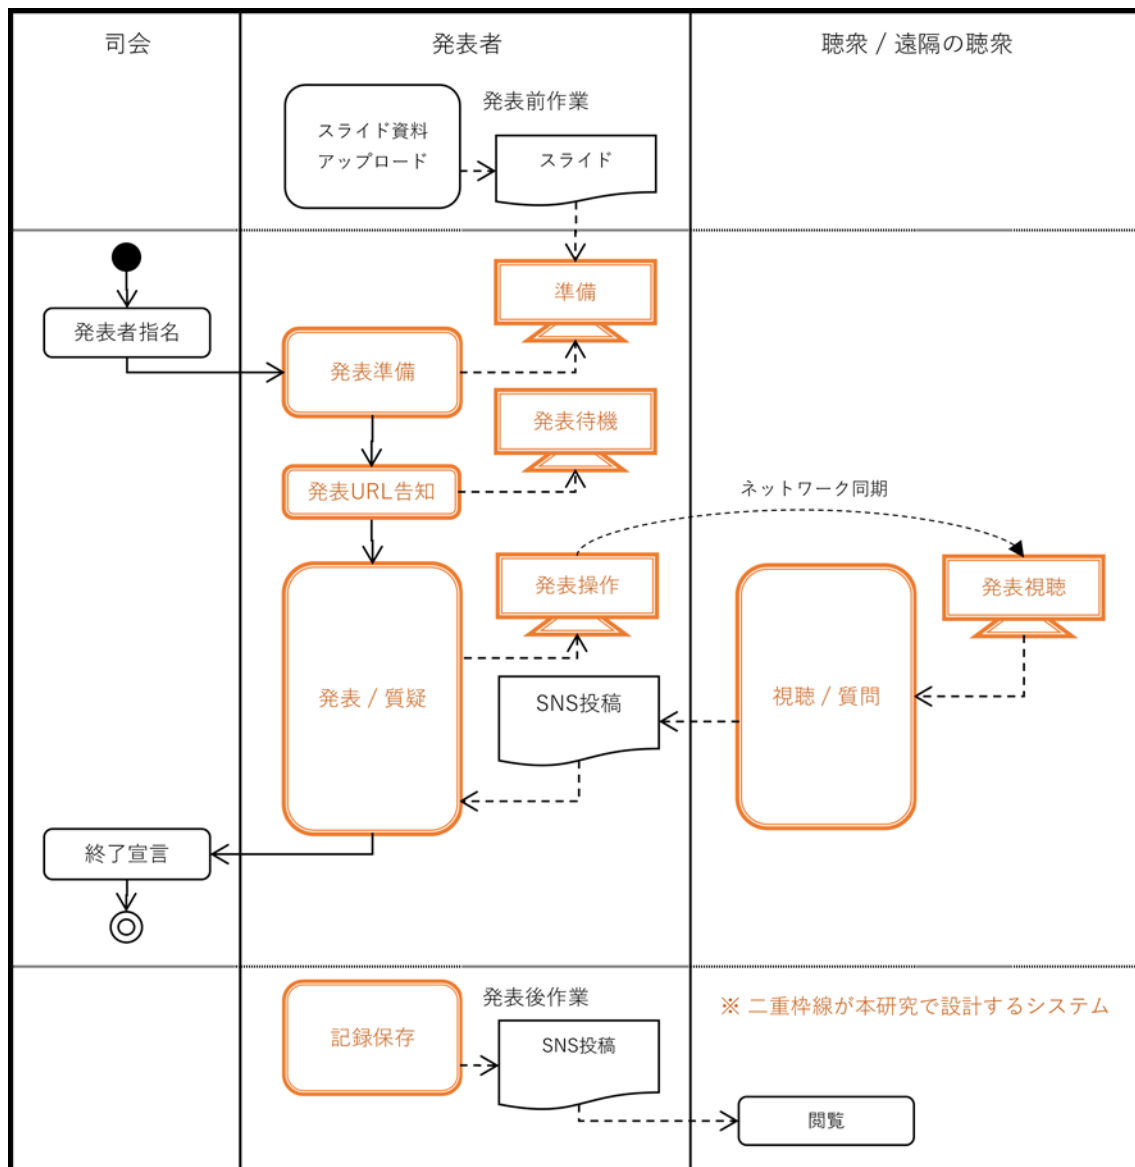 司会
発表者
聴衆 / 遠隔の聴衆
発表前作業
スライド資料
アップロード
スライド
準備
発表者指名
発表準備
発表待機
発表URL告知
ネットワーク同期
発表操作
発表視聴
発表 / 質疑
SNS投稿
視聴 / 質問
終了宣言
発表後作業
※ 二重枠線が本研究で設計するシステム
記録保存
SNS投稿
閲覧